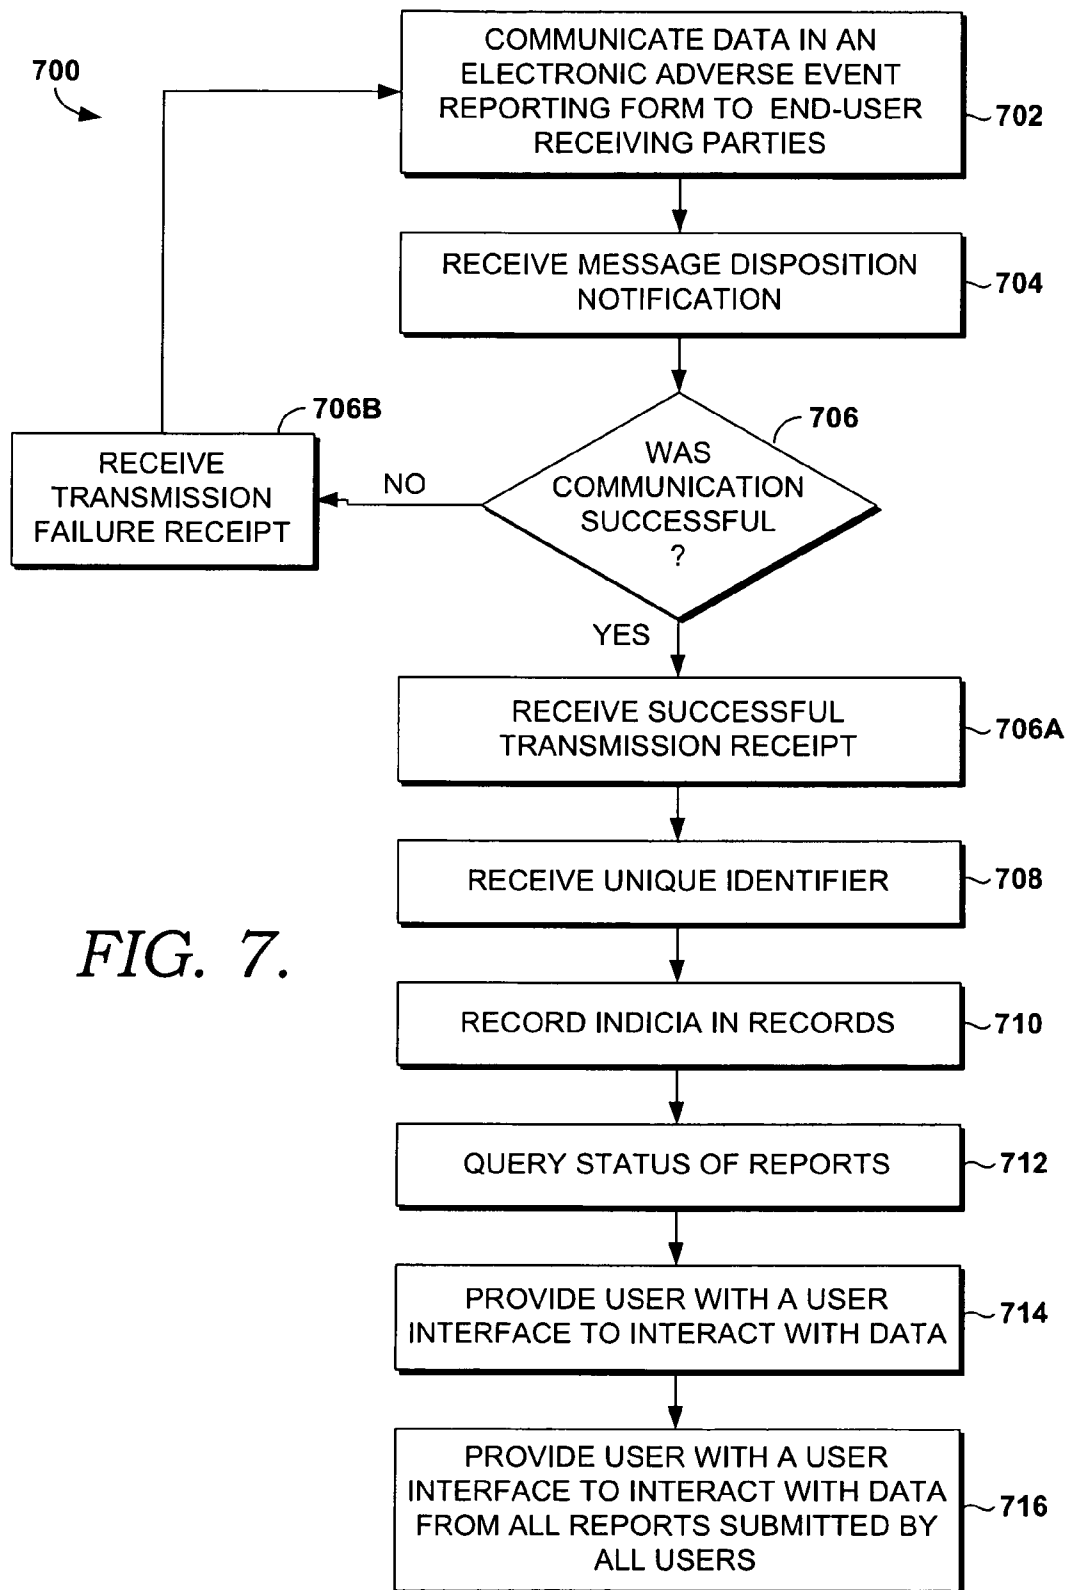 700
COMMUNICATE DATA IN AN
ELECTRONIC ADVERSE EVENT
REPORTING FORM TO END-USER
RECEIVING PARTIES
702
RECEIVE MESSAGE DISPOSITION
NOTIFICATION
704
706B
RECEIVE
TRANSMISSION
FAILURE RECEIPT
NO
706
WAS
COMMUNICATION
SUCCESSFUL
?
YES
RECEIVE SUCCESSFUL
TRANSMISSION RECEIPT
706A
RECEIVE UNIQUE IDENTIFIER
708
FIG. 7.
RECORD INDICIA IN RECORDS
710
QUERY STATUS OF REPORTS
712
PROVIDE USER WITH A USER
INTERFACE TO INTERACT WITH DATA
714
PROVIDE USER WITH A USER
INTERFACE TO INTERACT WITH DATA
FROM ALL REPORTS SUBMITTED BY
ALL USERS
716